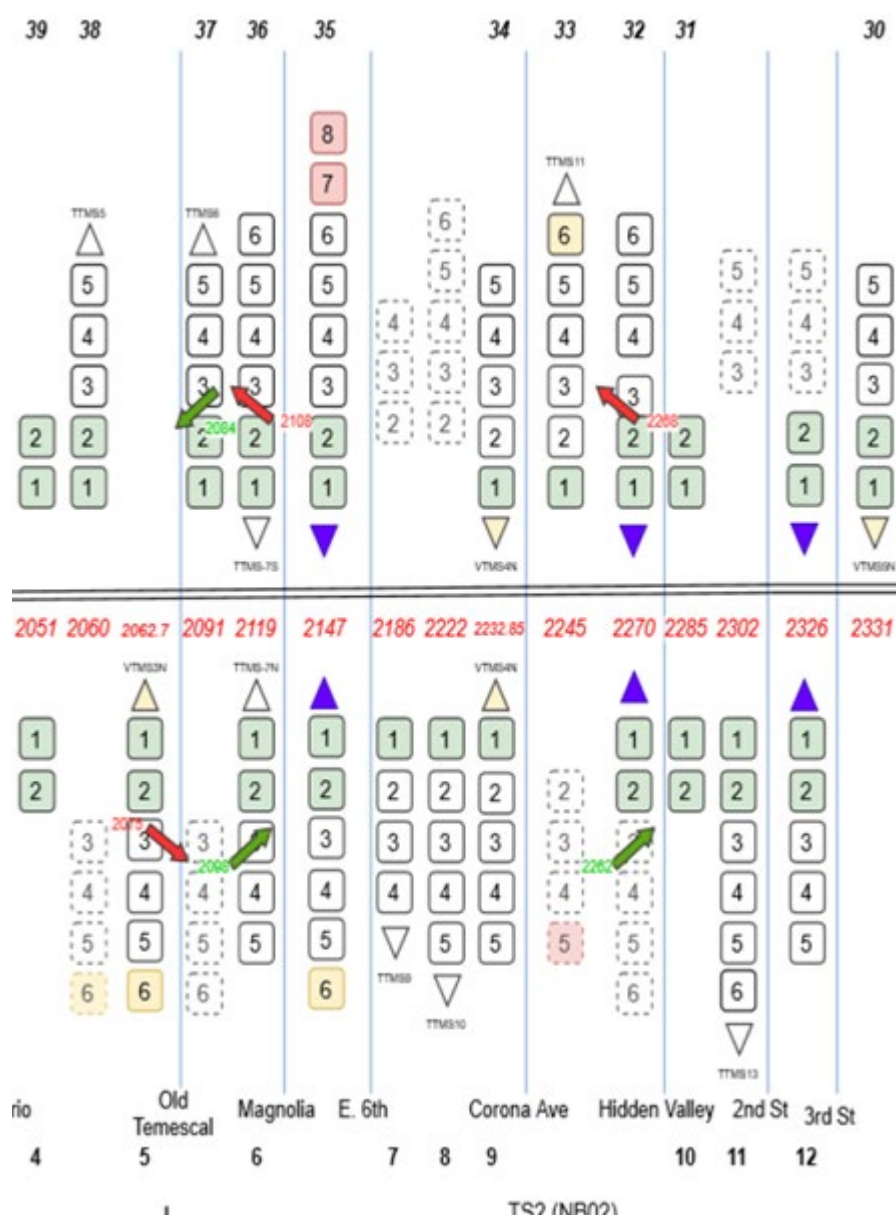 39 38 37 36 35 34 33 32 31 30
8
TTMS11
7
TTMS5 TTMS6
6 6 6 6 6
5 5 5 5 5 5 5 5 5 5 5
4 4 4 4 4 4 4 4 4 4 4 4
3 3 3 3 3 3 3 3 3 3 3 3
2 2 2 2084 2 2108 2 2 2 2 2 2 2268 2 2 2
1 1 1 1 1 1 1 1 1 1 1
TTMS-7S VTMS4N VTMS5N
2051 2060 2062.7 2091 2119 2147 2186 2222 2232.85 2245 2270 2285 2302 2326 2331
VTMS3N TTMS-7N VTMS4N
1 1 1 1 1 1 1 1 1 1 1
2 2 2 2 2 2 2 2 2 2 2 2
3 2075 3 3 3 3 3 3 3 3 3 3 3
4 4 2098 4 4 4 4 4 4 2262 4 4 4 4
5 5 5 5 5 5 5 5 5 5 5
6 6 6 6 6 6
TTMS9 TTMS10
TTMS13
rio Old Temescal Magnolia E. 6th Corona Ave Hidden Valley 2nd St 3rd St
4 5 6 7 8 9 10 11 12
TS2 (NB02)